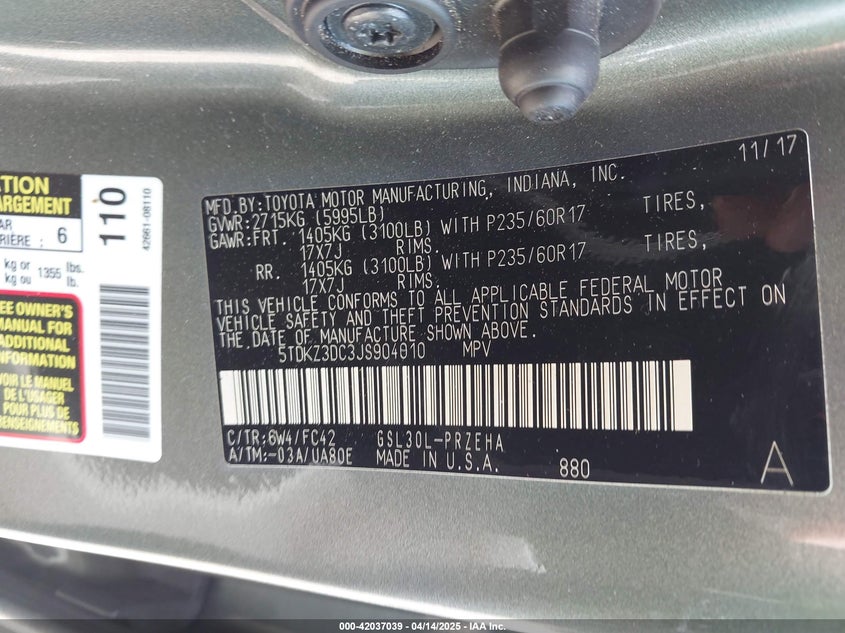 TION
ARGEMENT
AR
RIÈRE : 6
kg or 1355 lbs.
kg ou lb.
EE OWNER'S
MANUAL FOR
ADDITIONAL
NFORMATION
OIR LE MANUEL
DE L'USAGER
POUR PLUS DE
RENSEIGNEMENTS
110
42661-08110
11/17
MFD.BY:TOYOTA MOTOR MANUFACTURING, INDIANA, INC.
GVWR:2715KG (5995LB)
GAWR:FRT. 1405KG (3100LB) WITH P235/60R17 TIRES,
17X7J RIMS.
RR. 1405KG (3100LB) WITH P235/60R17 TIRES,
17X7J RIMS.
THIS VEHICLE CONFORMS TO ALL APPLICABLE FEDERAL MOTOR
VEHICLE SAFETY AND THEFT PREVENTION STANDARDS IN EFFECT ON
THE DATE OF MANUFACTURE SHOWN ABOVE.
5TDKZ3DC3JS904010 MPV
C/TR:6W4/FC42 GSL30L-PRZEHA
A/TM:-03A/UA80E MADE IN U.S.A. 880 A
000-42037039 - 04/14/2025 - IAA Inc.